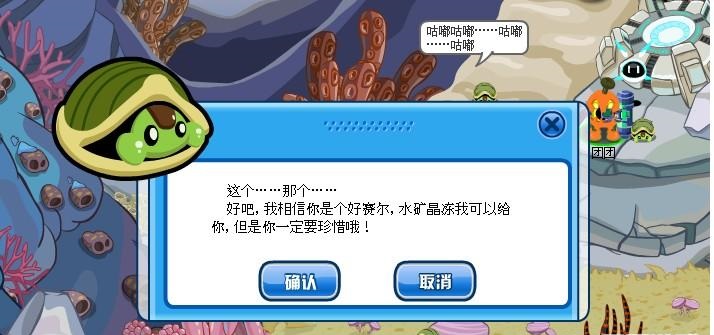 咕嘟咕嘟……咕嘟
……咕嘟
团团
这个……那个……
好吧,我相信你是个好赛尔,水矿晶冻我可以给
你,但是你一定要珍惜哦!
确认
取消